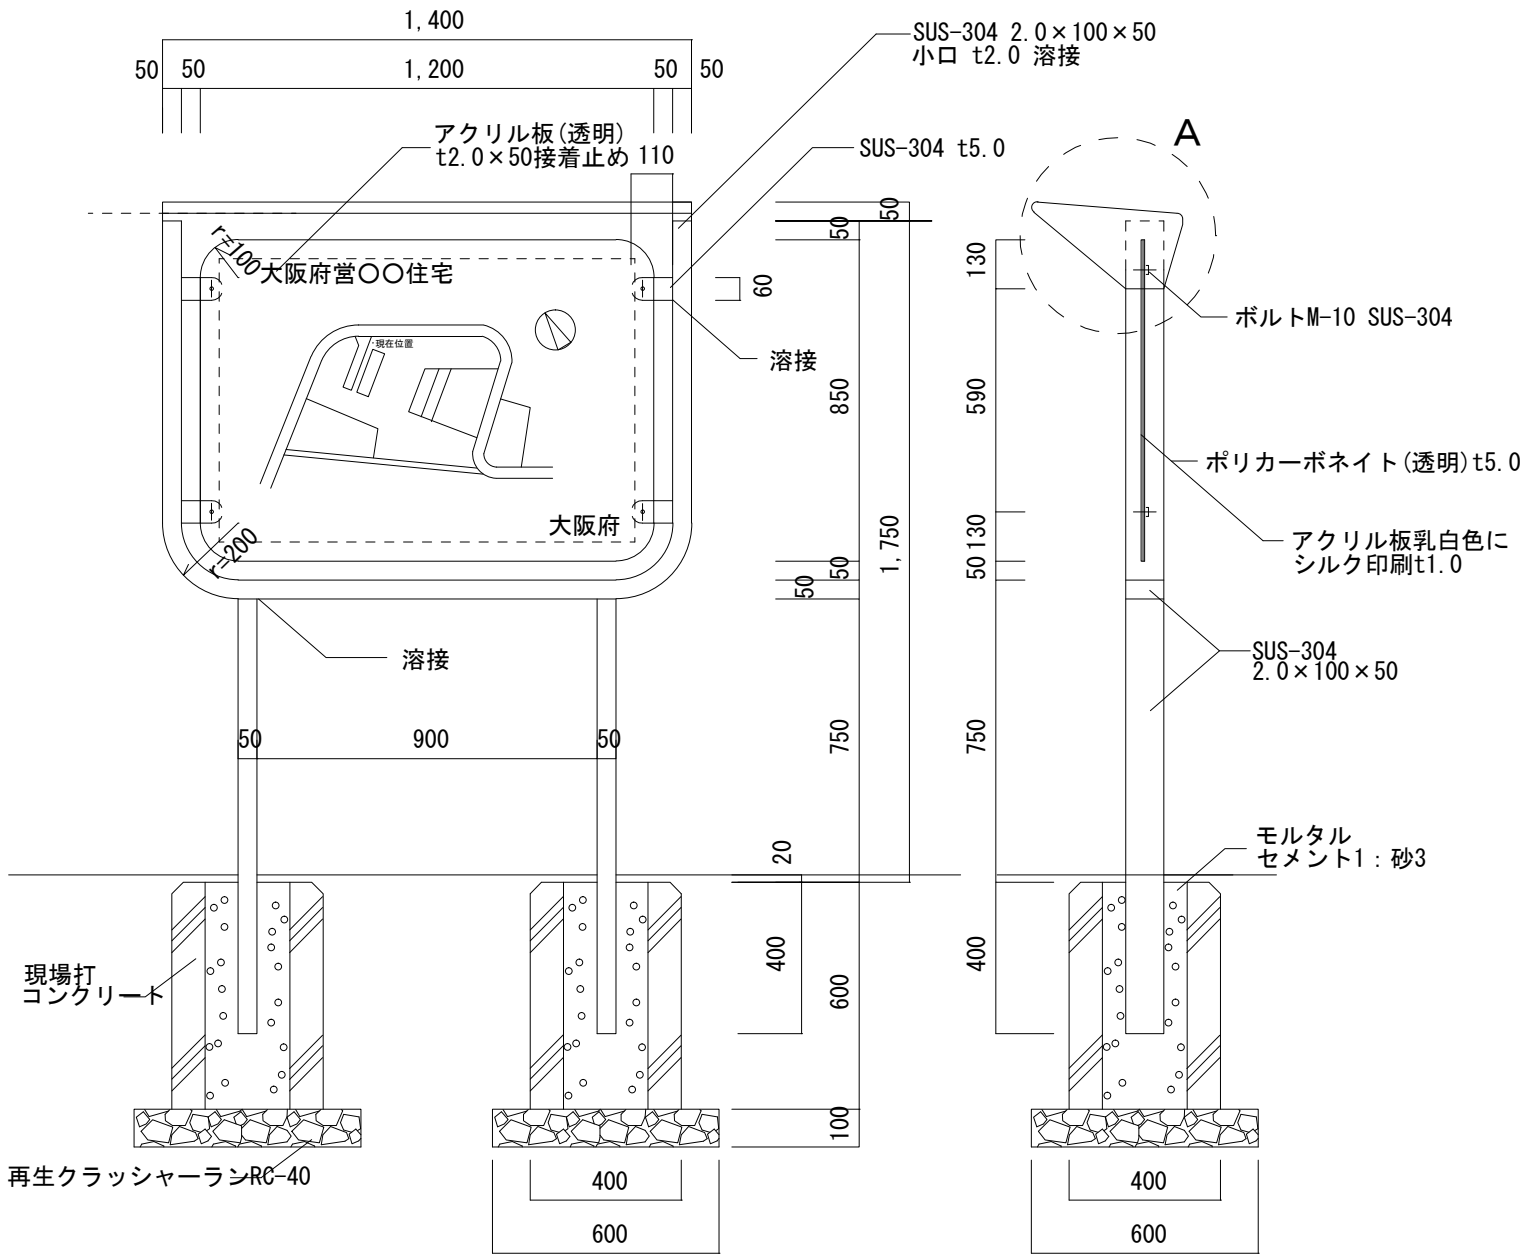 1,400
50 50 1,200 50 50
SUS-304 2.0×100×50
小口 t2.0 溶接
アクリル板(透明)
t2.0×50接着止め
110
SUS-304 t5.0
A
r=100
大阪府営〇〇住宅
50
50
60
130
ボルトM-10 SUS-304
・現在位置
溶接
850
590
ポリカーボネイト(透明)t5.0
大阪府
r=200
1,750
130
アクリル板乳白色に
シルク印刷t1.0
50
50
50
溶接
SUS-304
2.0×100×50
50 900 50
750
750
20
モルタル
セメント1:砂3
現場打
コンクリート
400
600
400
100
再生クラッシャーランRC-40
400
600
400
600